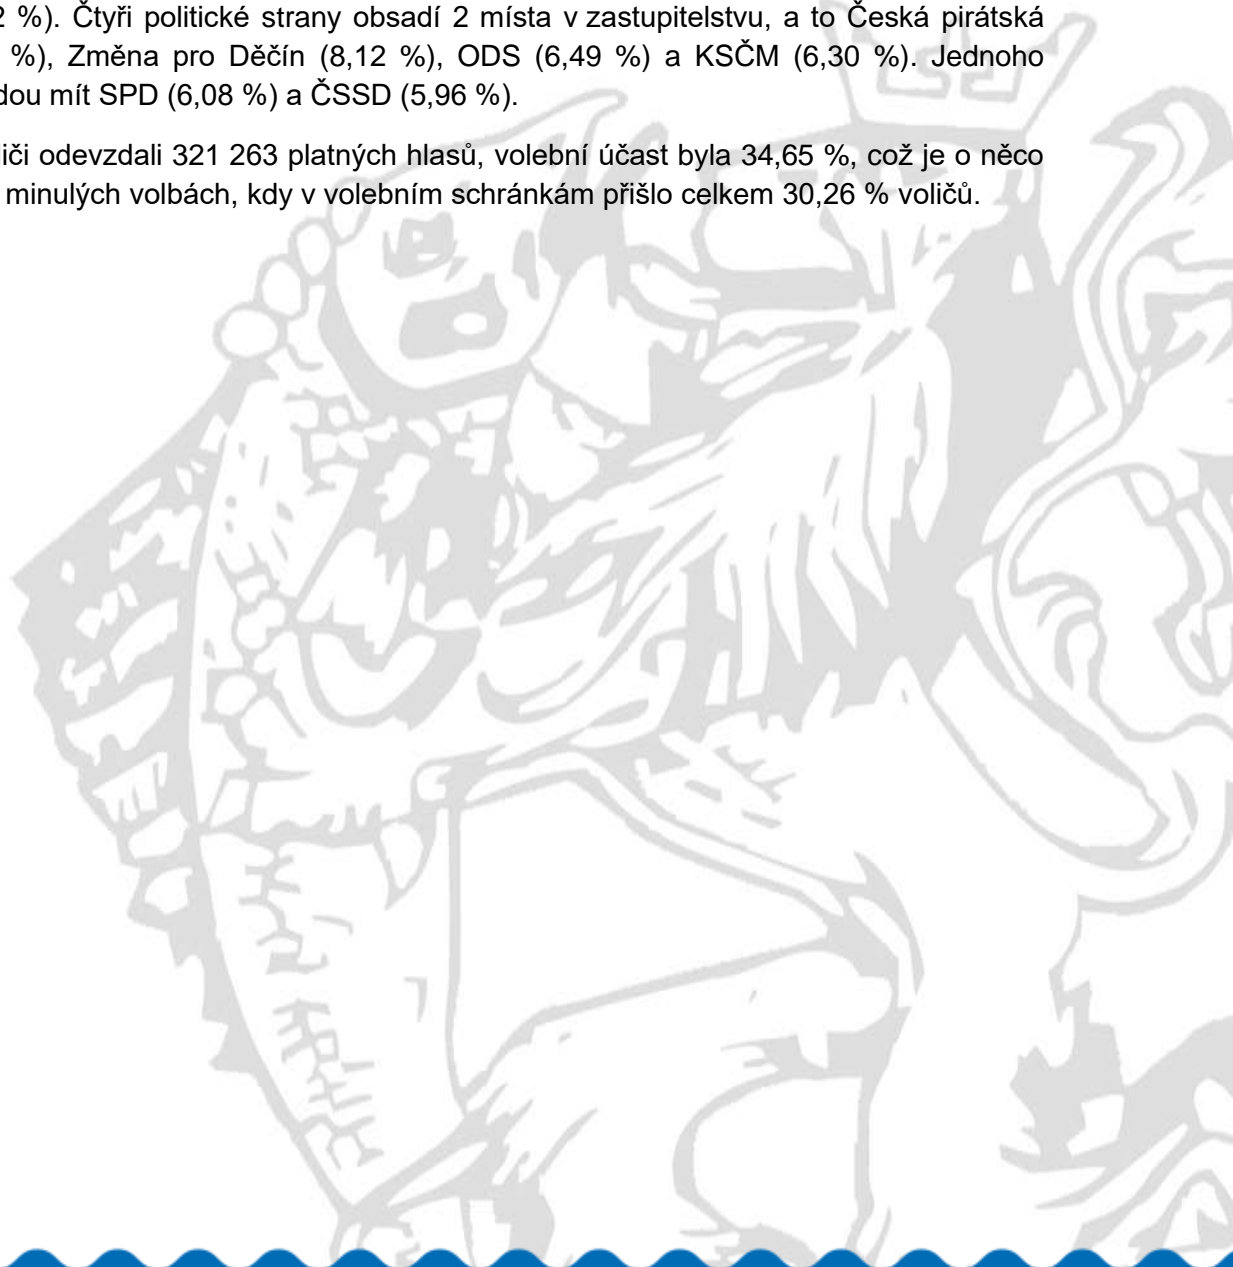 2 %). Čtyři politické strany obsadí 2 místa v zastupitelstvu, a to Česká pirátská
%), Změna pro Děčín (8,12 %), ODS (6,49 %) a KSČM (6,30 %). Jednoho
dou mít SPD (6,08 %) a ČSSD (5,96 %).
liči odevzdali 321 263 platných hlasů, volební účast byla 34,65 %, což je o něco
minulých volbách, kdy v volebním schránkám přišlo celkem 30,26 % voličů.